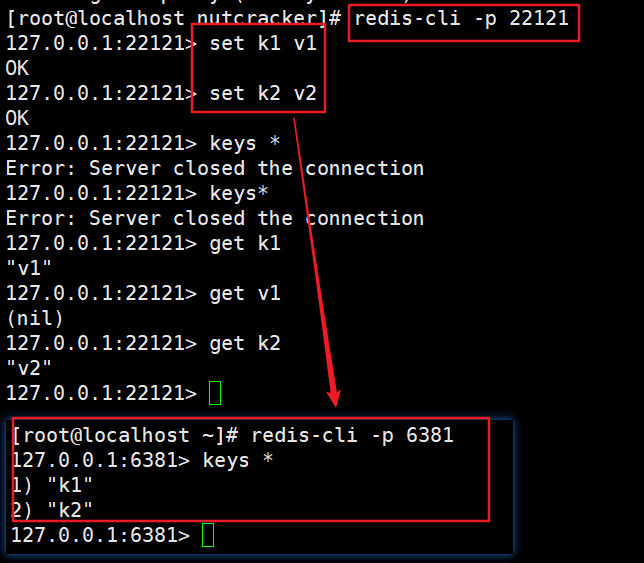 [root@localhost nutcracker]# redis-cli -p 22121
127.0.0.1:22121> set k1 v1
OK
127.0.0.1:22121> set k2 v2
OK
127.0.0.1:22121> keys *
Error: Server closed the connection
127.0.0.1:22121> keys*
Error: Server closed the connection
127.0.0.1:22121> get k1
"v1"
127.0.0.1:22121> get v1
(nil)
127.0.0.1:22121> get k2
"v2"
127.0.0.1:22121>
[root@localhost ~]# redis-cli -p 6381
127.0.0.1:6381> keys *
1) "k1"
2) "k2"
127.0.0.1:6381>